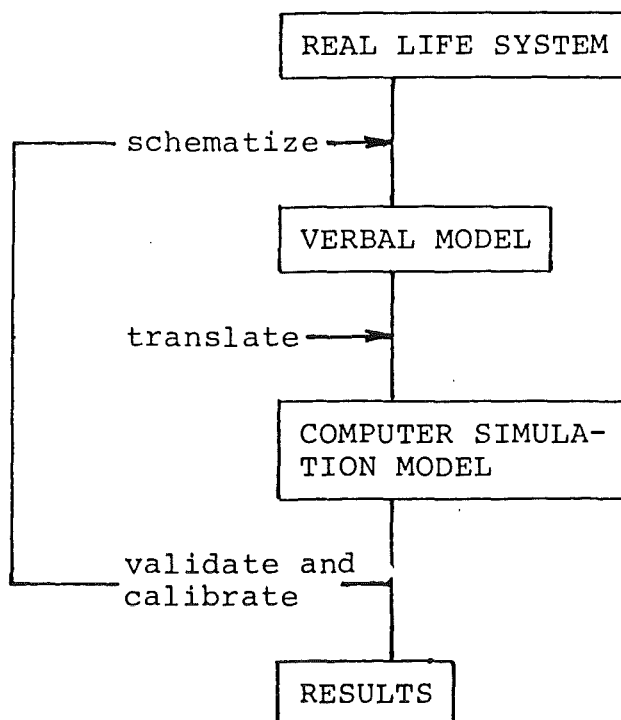 REAL LIFE SYSTEM
schematize
VERBAL MODEL
translate
COMPUTER SIMULA-
TION MODEL
validate and
calibrate
RESULTS